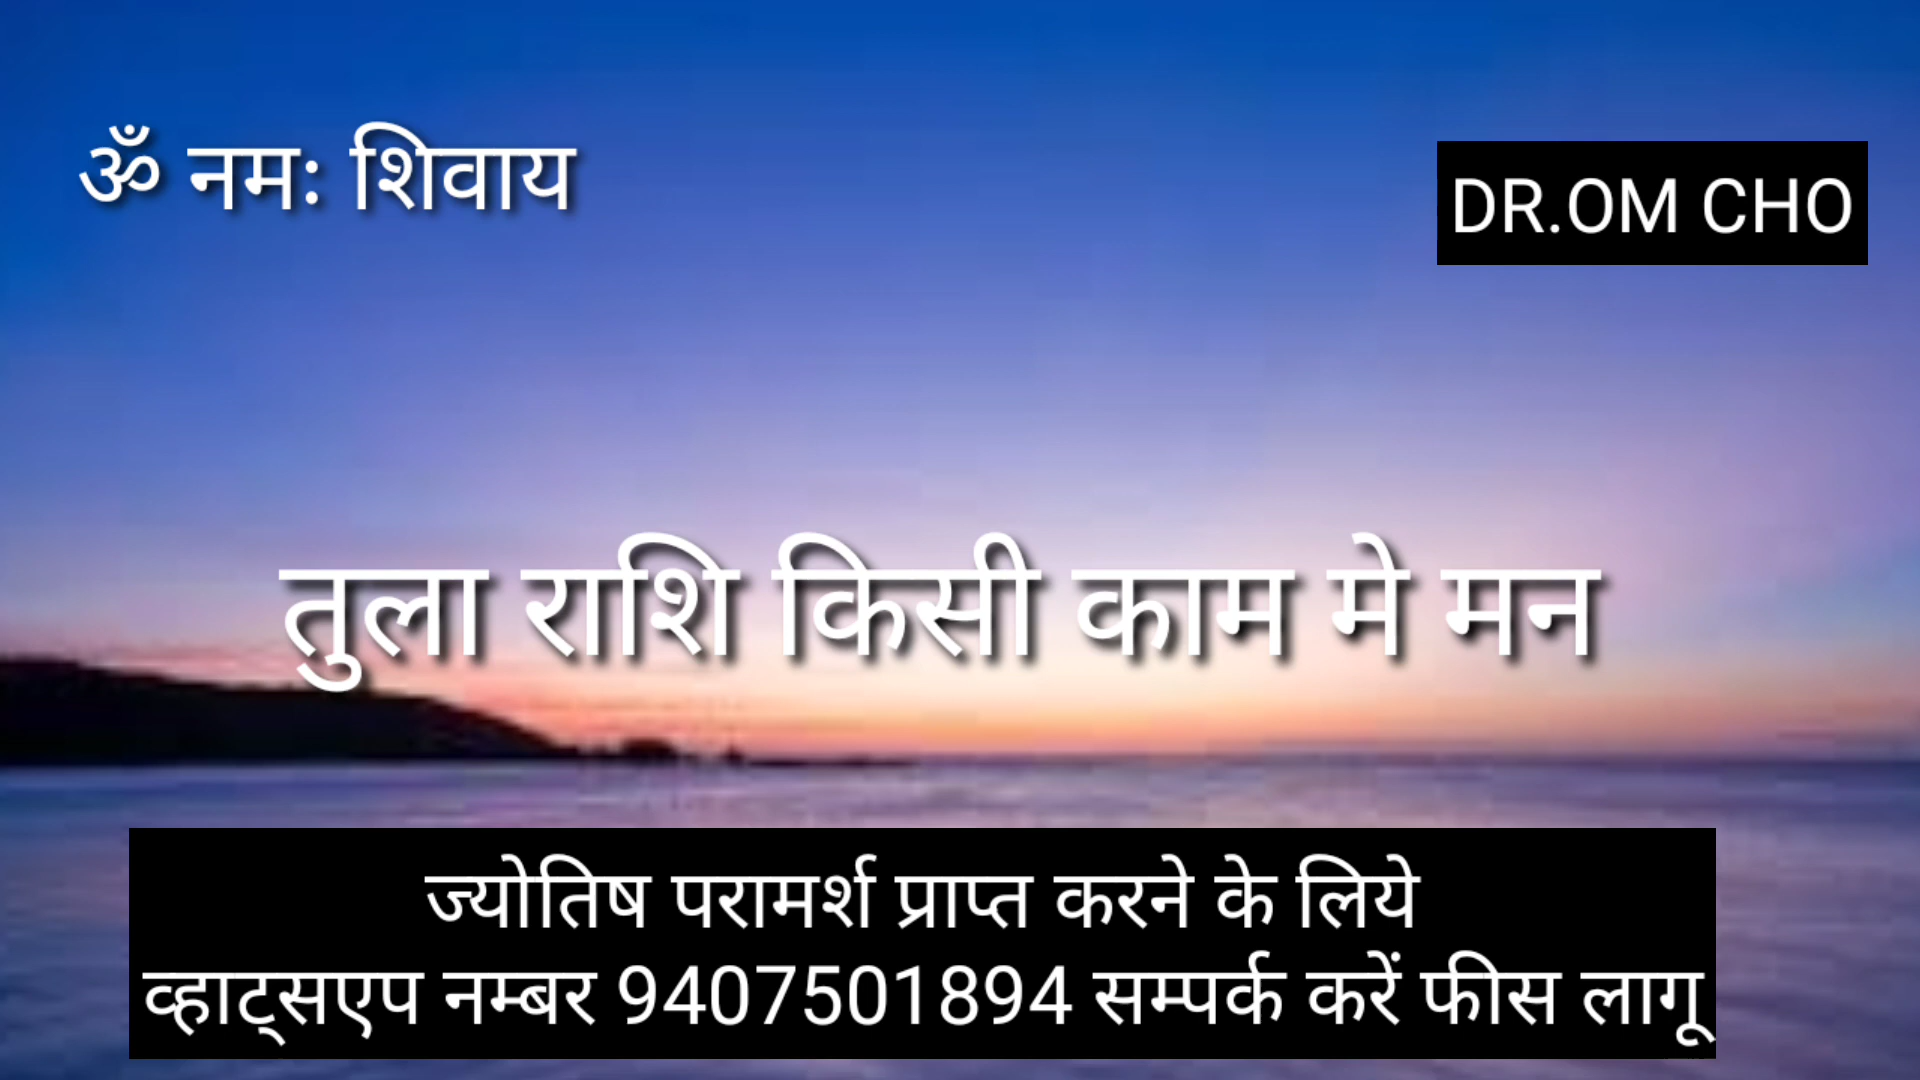 ॐ नमः शिवाय
DR.OM CHO
तुला राशि किसी काम मे मन
ज्योतिष परामर्श प्राप्त करने के लिये
व्हाट्सएप नम्बर 9407501894 सम्पर्क करें फीस लागू